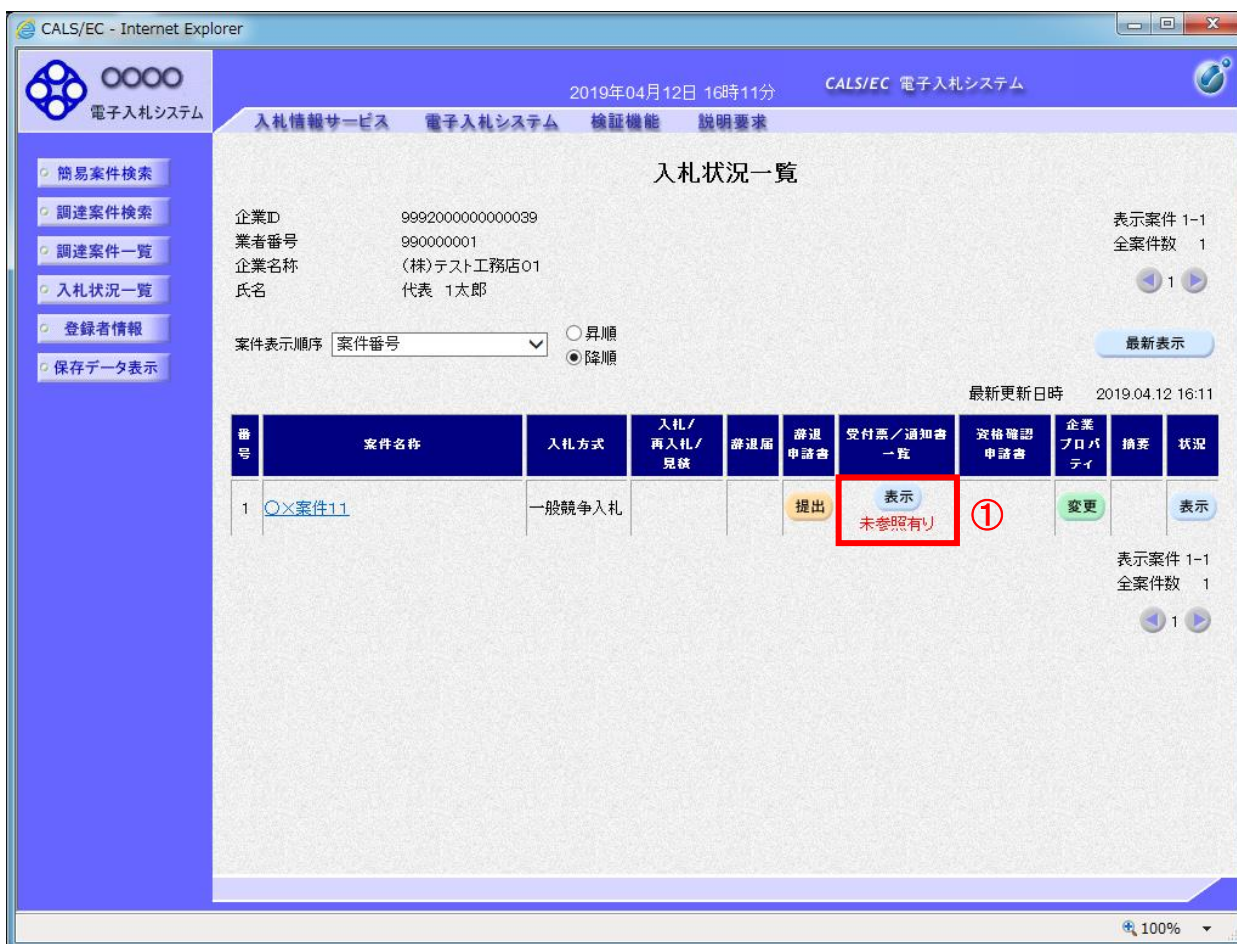 CALS/EC - Internet Explorer
〇〇〇〇
電子入札システム
2019年04月12日 16時11分
CALS/EC 電子入札システム
入札情報サービス 電子入札システム 検証機能 説明要求
簡易案件検索
調達案件検索
調達案件一覧
入札状況一覧
登録者情報
保存データ表示
入札状況一覧
企業ID 9992000000000039
業者番号 990000001
企業名称 (株)テスト工務店01
氏名 代表 1太郎
表示案件 1-1
全案件数 1
1
案件表示順序 案件番号
昇順
降順
最新表示
最新更新日時 2019.04.12 16:11
番号 案件名称 入札方式 入札/再入札/見積 辞退届 辞退申請書 受付票/通知書一覧 資格確認申請書 企業プロパティ 摘要 状況
1 〇×案件11 一般競争入札 提出 表示 未参照有り ① 変更 表示
表示案件 1-1
全案件数 1
1
100%